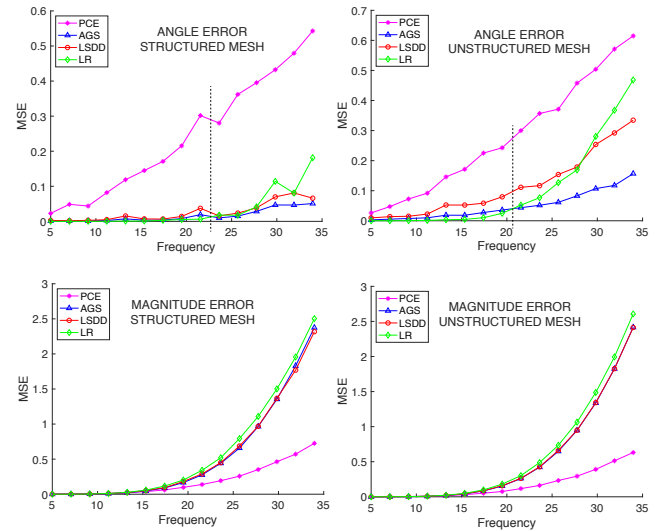 ANGLE ERROR
STRUCTURED MESH
PCE
AGS
LSDD
LR
MSE
0.6
0.5
0.4
0.3
0.2
0.1
0
5 10 15 20 25 30 35
Frequency
ANGLE ERROR
UNSTRUCTURED MESH
PCE
AGS
LSDD
LR
MSE
0.7
0.6
0.5
0.4
0.3
0.2
0.1
0
5 10 15 20 25 30 35
Frequency
MAGNITUDE ERROR
STRUCTURED MESH
PCE
AGS
LSDD
LR
MSE
3
2.5
2
1.5
1
0.5
0
5 10 15 20 25 30 35
Frequency
MAGNITUDE ERROR
UNSTRUCTURED MESH
PCE
AGS
LSDD
LR
MSE
3
2.5
2
1.5
1
0.5
0
5 10 15 20 25 30 35
Frequency